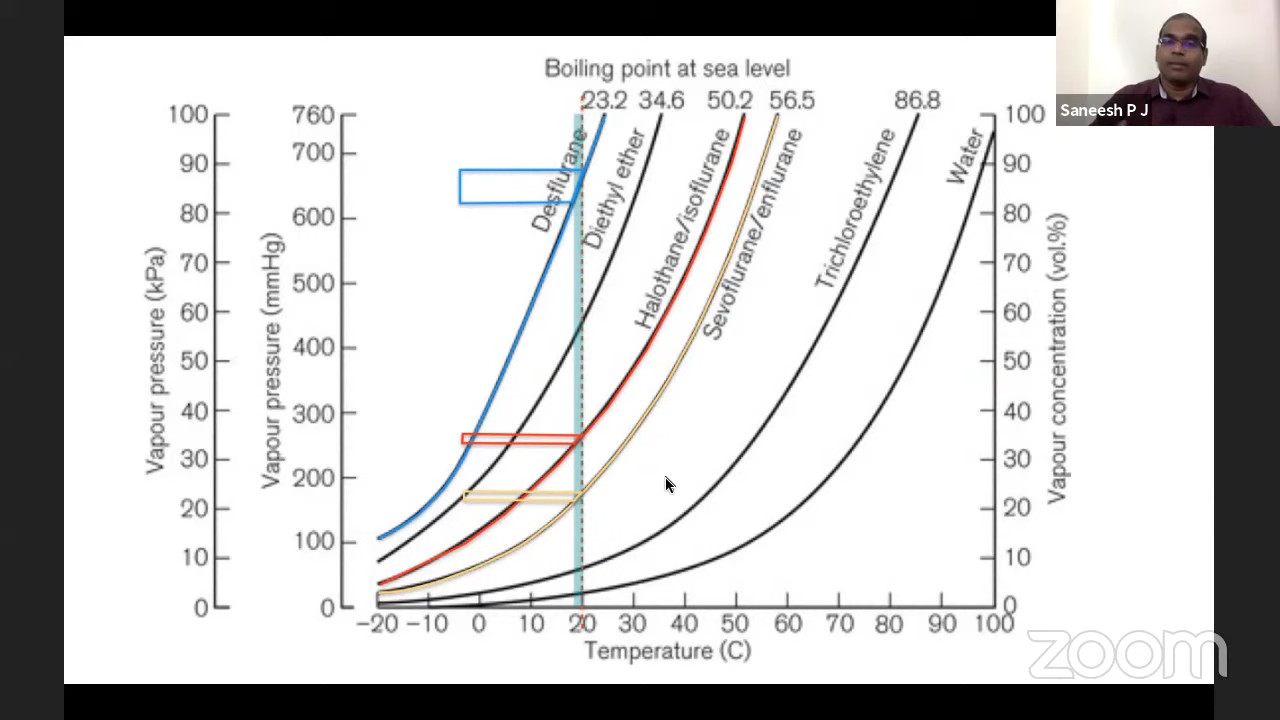 Saneesh P J
Boiling point at sea level
23.2 34.6 50.2 56.5 86.8
Vapour pressure (kPa)
100
90
80
70
60
50
40
30
20
10
0
Vapour pressure (mmHg)
760
700
600
500
400
300
200
100
0
Desflurane
Diethyl ether
Halothane/isoflurane
Sevoflurane/enflurane
Trichloroethylene
Water
100
90
80
70
60
50
40
30
20
10
0
Vapour concentration (vol.%)
−20 −10 0 10 20 30 40 50 60 70 80 90 100
Temperature (C)
zoom